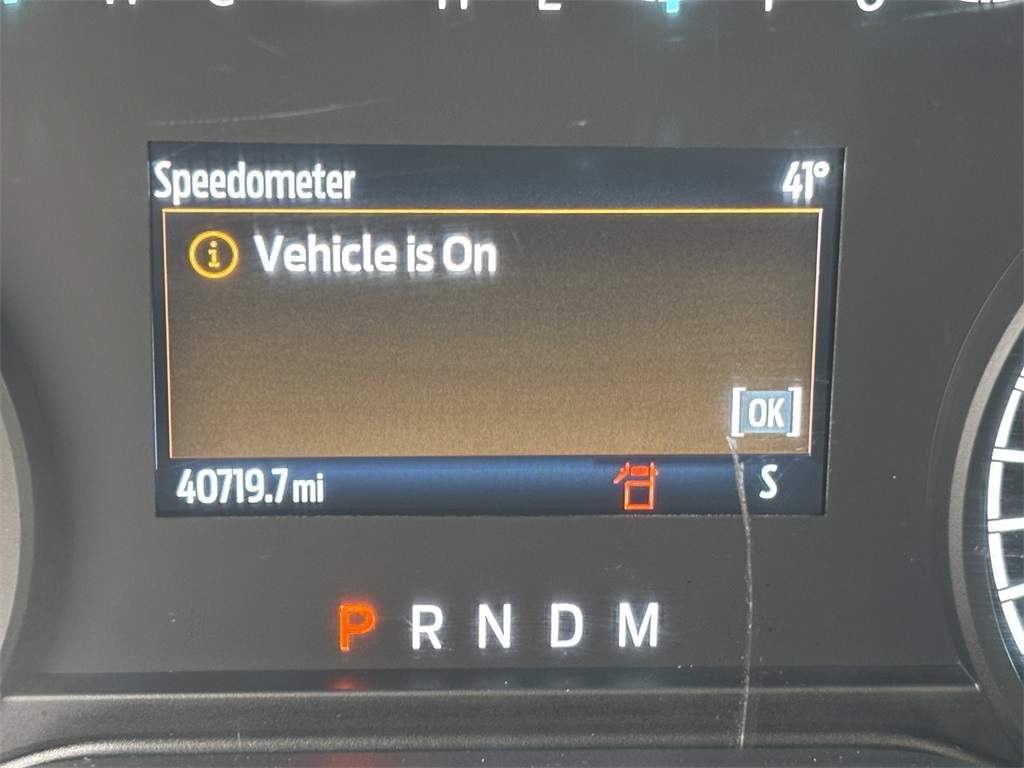 Speedometer 41°
i Vehicle is On
[OK]
40719.7 mi S
P R N D M